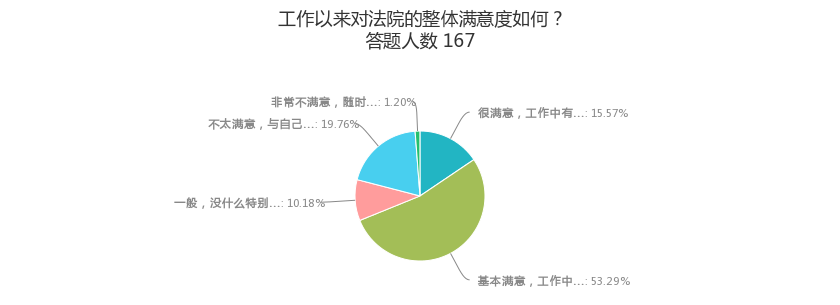 工作以来对法院的整体满意度如何？
答题人数 167
非常不满意，随时...: 1.20%
很满意，工作中有...: 15.57%
不太满意，与自己...: 19.76%
一般，没什么特别...: 10.18%
基本满意，工作中...: 53.29%